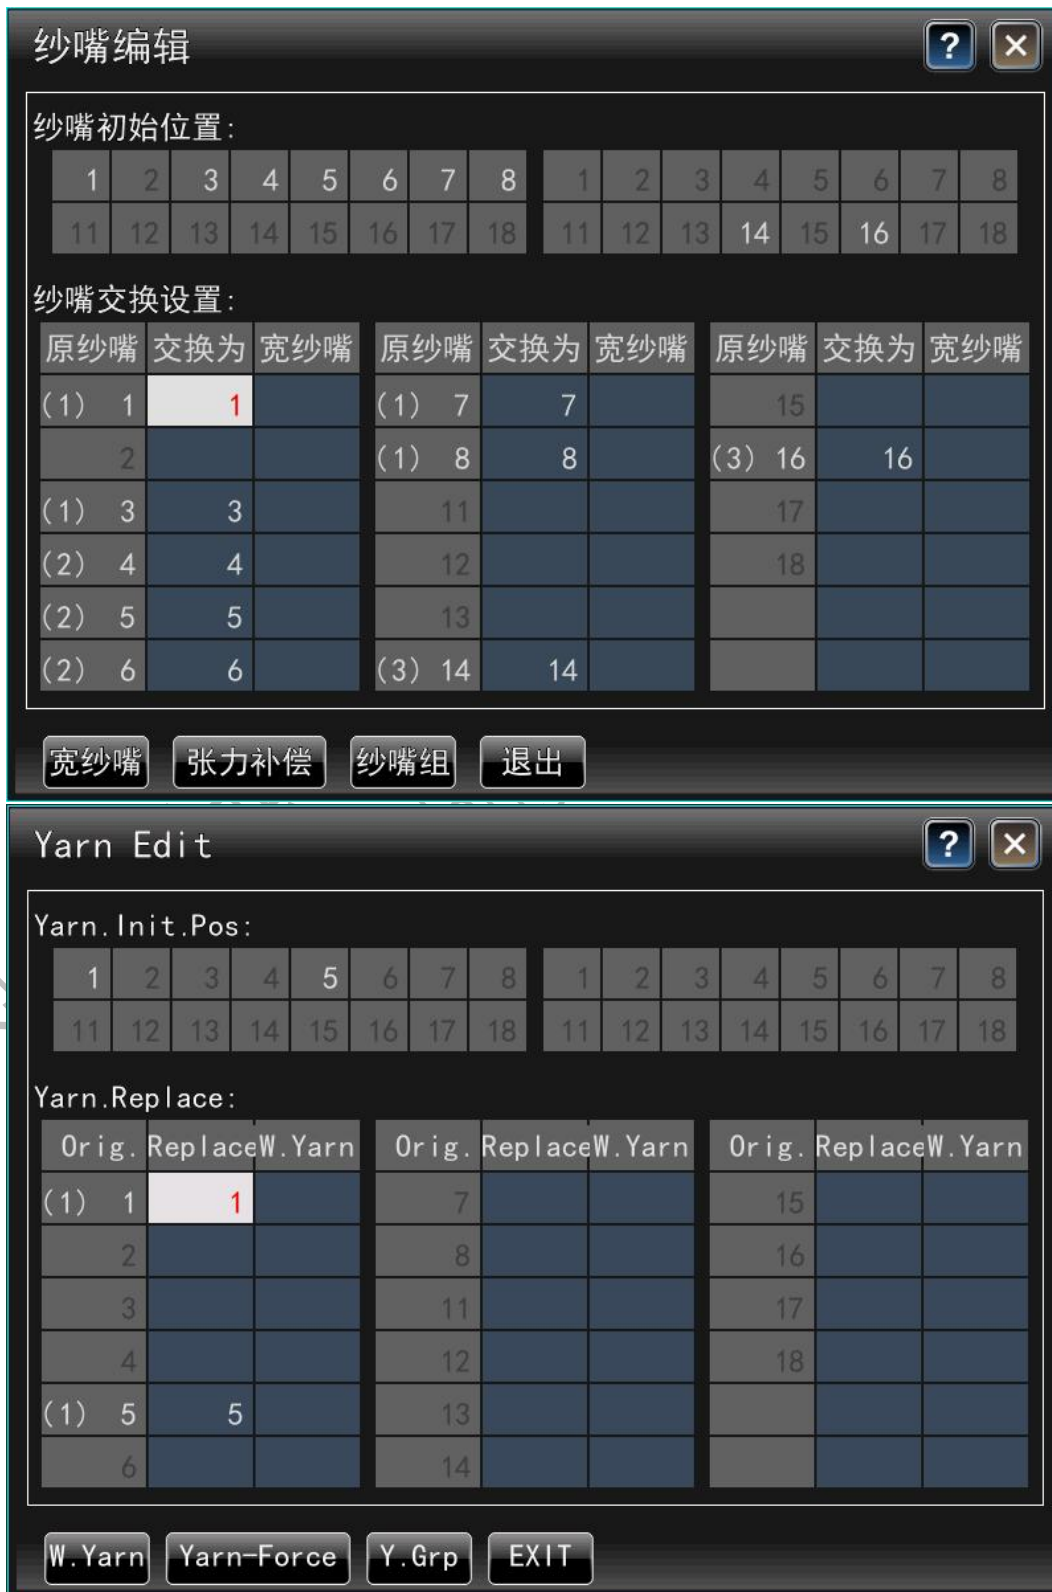 纱嘴编辑 ? ×
纱嘴初始位置:
1 2 3 4 5 6 7 8 1 2 3 4 5 6 7 8
11 12 13 14 15 16 17 18 11 12 13 14 15 16 17 18
纱嘴交换设置:
原纱嘴 交换为 宽纱嘴 原纱嘴 交换为 宽纱嘴 原纱嘴 交换为 宽纱嘴
(1) 1 1 (1) 7 7 15
2 (1) 8 8 (3) 16 16
(1) 3 3 11 17
(2) 4 4 12 18
(2) 5 5 13
(2) 6 6 (3) 14 14
宽纱嘴 张力补偿 纱嘴组 退出
Yarn Edit ? ×
Yarn.Init.Pos:
1 2 3 4 5 6 7 8 1 2 3 4 5 6 7 8
11 12 13 14 15 16 17 18 11 12 13 14 15 16 17 18
Yarn.Replace:
Orig. Replace W.Yarn Orig. Replace W.Yarn Orig. Replace W.Yarn
(1) 1 1 7 15
2 8 16
3 11 17
4 12 18
(1) 5 5 13
6 14
W.Yarn Yarn-Force Y.Grp EXIT